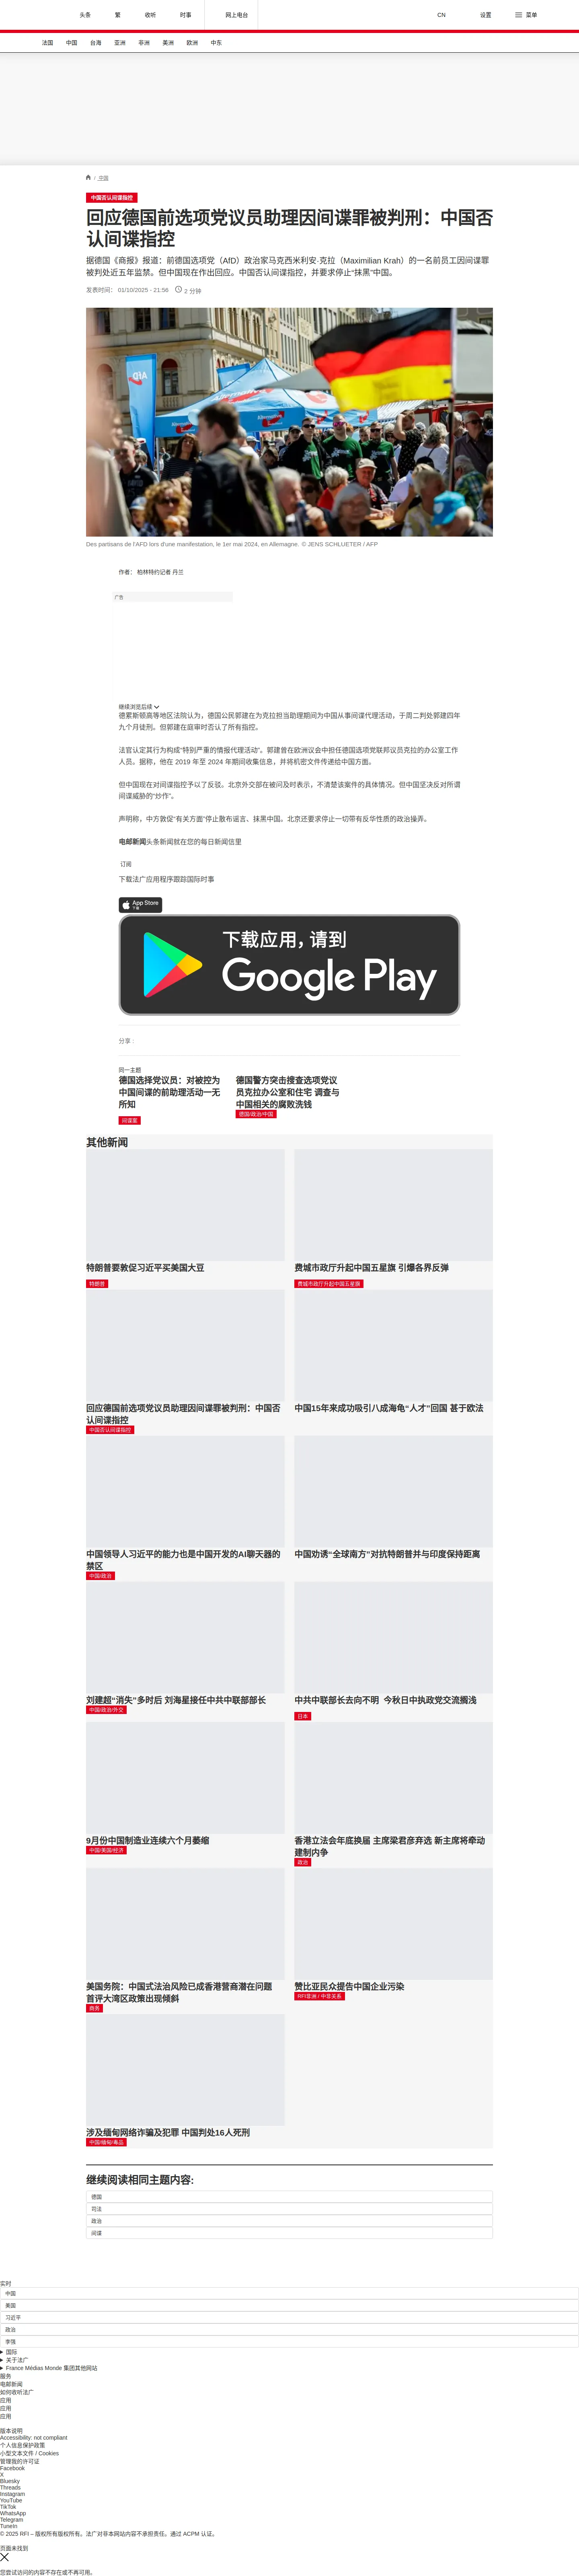 头条
繁
收听
时事
网上电台
CN
设置
菜单
法国
中国
台海
亚洲
非洲
美洲
欧洲
中东
/ 中国
中国否认间谍指控
回应德国前选项党议员助理因间谍罪被判刑：中国否
认间谍指控
据德国《商报》报道：前德国选项党（AfD）政治家马克西米利安·克拉（Maximilian Krah）的一名前员工因间谍罪
被判处近五年监禁。但中国现在作出回应。中国否认间谍指控，并要求停止“抹黑”中国。
发表时间： 01/10/2025 - 21:56
2 分钟
AfD
Des partisans de l'AFD lors d'une manifestation, le 1er mai 2024, en Allemagne. © JENS SCHLUETER / AFP
作者： 柏林特约记者 丹兰
广告
继续浏览后续
德累斯顿高等地区法院认为，德国公民郭建在为克拉担当助理期间为中国从事间谍代理活动，于周二判处郭建四年
九个月徒刑。但郭建在庭审时否认了所有指控。
法官认定其行为构成“特别严重的情报代理活动”。郭建曾在欧洲议会中担任德国选项党联邦议员克拉的办公室工作
人员。据称，他在 2019 年至 2024 年期间收集信息，并将机密文件传递给中国方面。
但中国现在对间谍指控予以了反驳。北京外交部在被问及时表示，不清楚该案件的具体情况。但中国坚决反对所谓
间谍威胁的“炒作”。
声明称，中方敦促“有关方面”停止散布谣言、抹黑中国。北京还要求停止一切带有反华性质的政治操弄。
电邮新闻头条新闻就在您的每日新闻信里
订阅
下载法广应用程序跟踪国际时事
App Store
下载
下载应用，请到
Google Play
分享 :
同一主题
德国选择党议员：对被控为
中国间谍的前助理活动一无
所知
间谍案
德国警方突击搜查选项党议
员克拉办公室和住宅 调查与
中国相关的腐败洗钱
德国/政治/中国
其他新闻
特朗普要敦促习近平买美国大豆
特朗普
费城市政厅升起中国五星旗 引爆各界反弹
费城市政厅升起中国五星旗
回应德国前选项党议员助理因间谍罪被判刑：中国否
认间谍指控
中国否认间谍指控
中国15年来成功吸引八成海龟“人才”回国 甚于欧法
中国领导人习近平的能力也是中国开发的AI聊天器的
禁区
中国/政治
中国劝诱“全球南方”对抗特朗普并与印度保持距离
刘建超“消失”多时后 刘海星接任中共中联部部长
中国/政治/外交
中共中联部长去向不明 今秋日中执政党交流搁浅
日本
9月份中国制造业连续六个月萎缩
中国/美国/经济
香港立法会年底换届 主席梁君彦弃选 新主席将牵动
建制内争
政治
美国务院：中国式法治风险已成香港营商潜在问题
首评大湾区政策出现倾斜
商务
赞比亚民众提告中国企业污染
RFI非洲 / 中非关系
涉及缅甸网络诈骗及犯罪 中国判处16人死刑
中国/缅甸/毒品
继续阅读相同主题内容:
德国
司法
政治
间谍
实时
中国
美国
习近平
政治
李强
国际
关于法广
France Médias Monde 集团其他网站
服务
电邮新闻
如何收听法广
应用
应用
应用
版本说明
Accessibility: not compliant
个人信息保护政策
小型文本文件 / Cookies
管理我的许可证
Facebook
X
Bluesky
Threads
Instagram
YouTube
TikTok
WhatsApp
Telegram
TuneIn
© 2025 RFI – 版权所有版权所有。法广对非本网站内容不承担责任。通过 ACPM 认证。
页面未找到
您尝试访问的内容不存在或不再可用。